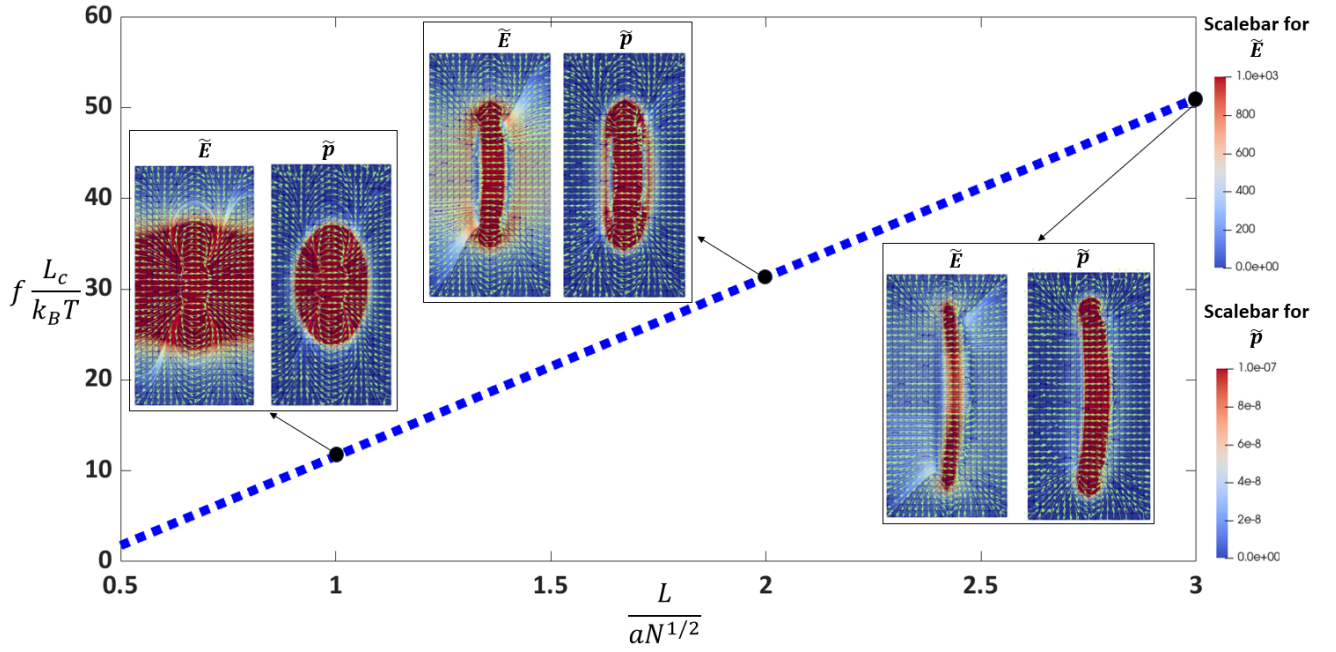 60
50
40
30
20
10
0
0.5
1
1.5
2
2.5
3
f L_c / k_BT
L / aN^{1/2}
Ẽ
p̃
Ẽ
p̃
Ẽ
p̃
Scalebar for
Ẽ
1.0e+03
800
600
400
200
0.0e+00
Scalebar for
p̃
1.0e-07
8e-8
6e-8
4e-8
2e-8
0.0e+00